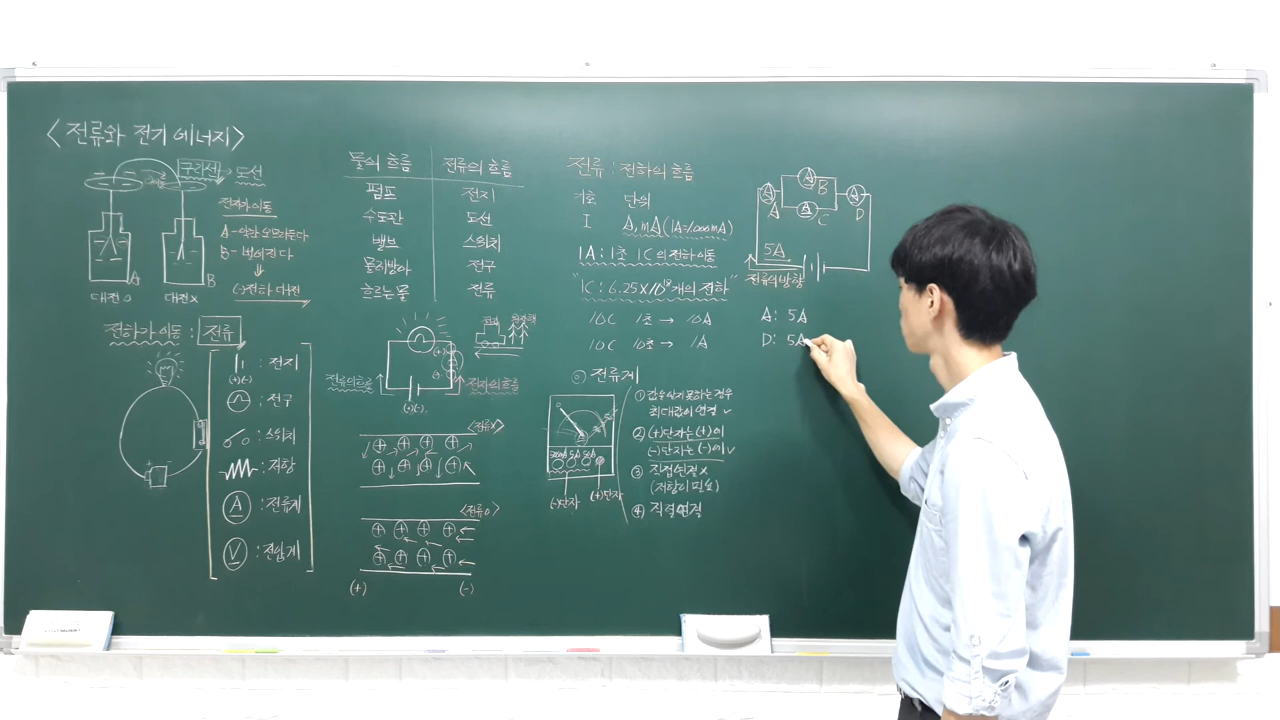 <전류와 전기 에너지>
구리선 → 도선
전자가 이동
A - 약간 오므라든다
B - 벌어진다
(-)전하 대전
A
B
대전 O
대전 X
전하가 이동 : 전류
(+)(-) : 전지
: 전구
: 스위치
: 저항
A : 전류계
V : 전압계
물의 흐름 전류의 흐름
펌프 전지
수도관 도선
밸브 스위치
물레방아 전구
흐르는 물 전류
전류의 흐름
전자의 흐름
(+)(-)
<전류X>
<전류O>
(+) (-)
전류 : 전하의 흐름
기호 단위
I A, mA (1A=1000mA)
1A : 1초 1C의 전하 이동
"1C : 6.25×10¹⁸개의 전하"
10C 1초 → 10A
10C 10초 → 1A
◎ 전류계
(-)단자 (+)단자
① 값을 알지 못하는 경우
최대값에 연결 ✓
② (+)단자는 (+)에
(-)단자는 (-)에 ✓
③ 직접연결 X
(저항이 필요)
④ 직렬연결
A
A
B
A
C
A
D
A
5A
전류의 방향
A : 5A
D : 5A